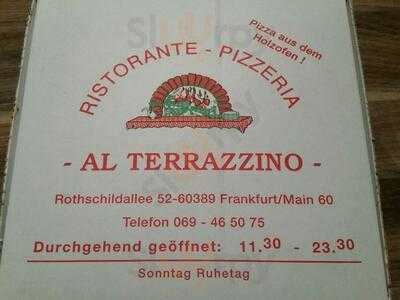 Pizza aus dem
Holzofen !
RISTORANTE - PIZZERIA
- AL TERRAZZINO -
Rothschildallee 52-60389 Frankfurt/Main 60
Telefon 069 - 46 50 75
Durchgehend geöffnet: 11.30 - 23.30
Sonntag Ruhetag